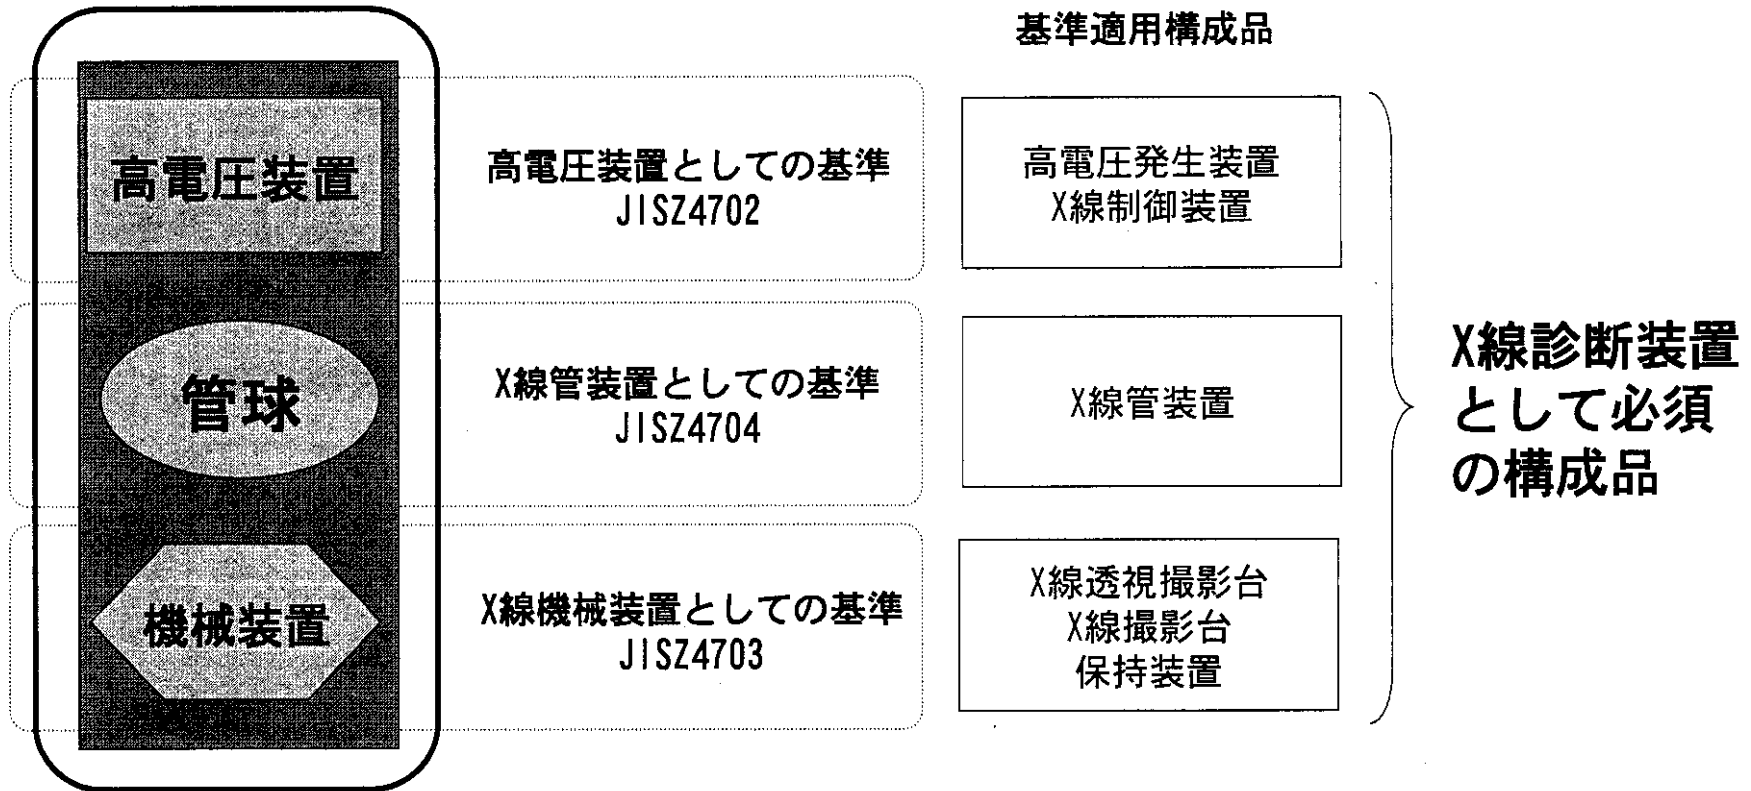 基準適用構成品
高電圧装置
高電圧装置としての基準
JISZ4702
高電圧発生装置
X線制御装置
管球
X線管装置としての基準
JISZ4704
X線管装置
X線診断装置
として必須
の構成品
機械装置
X線機械装置としての基準
JISZ4703
X線透視撮影台
X線撮影台
保持装置